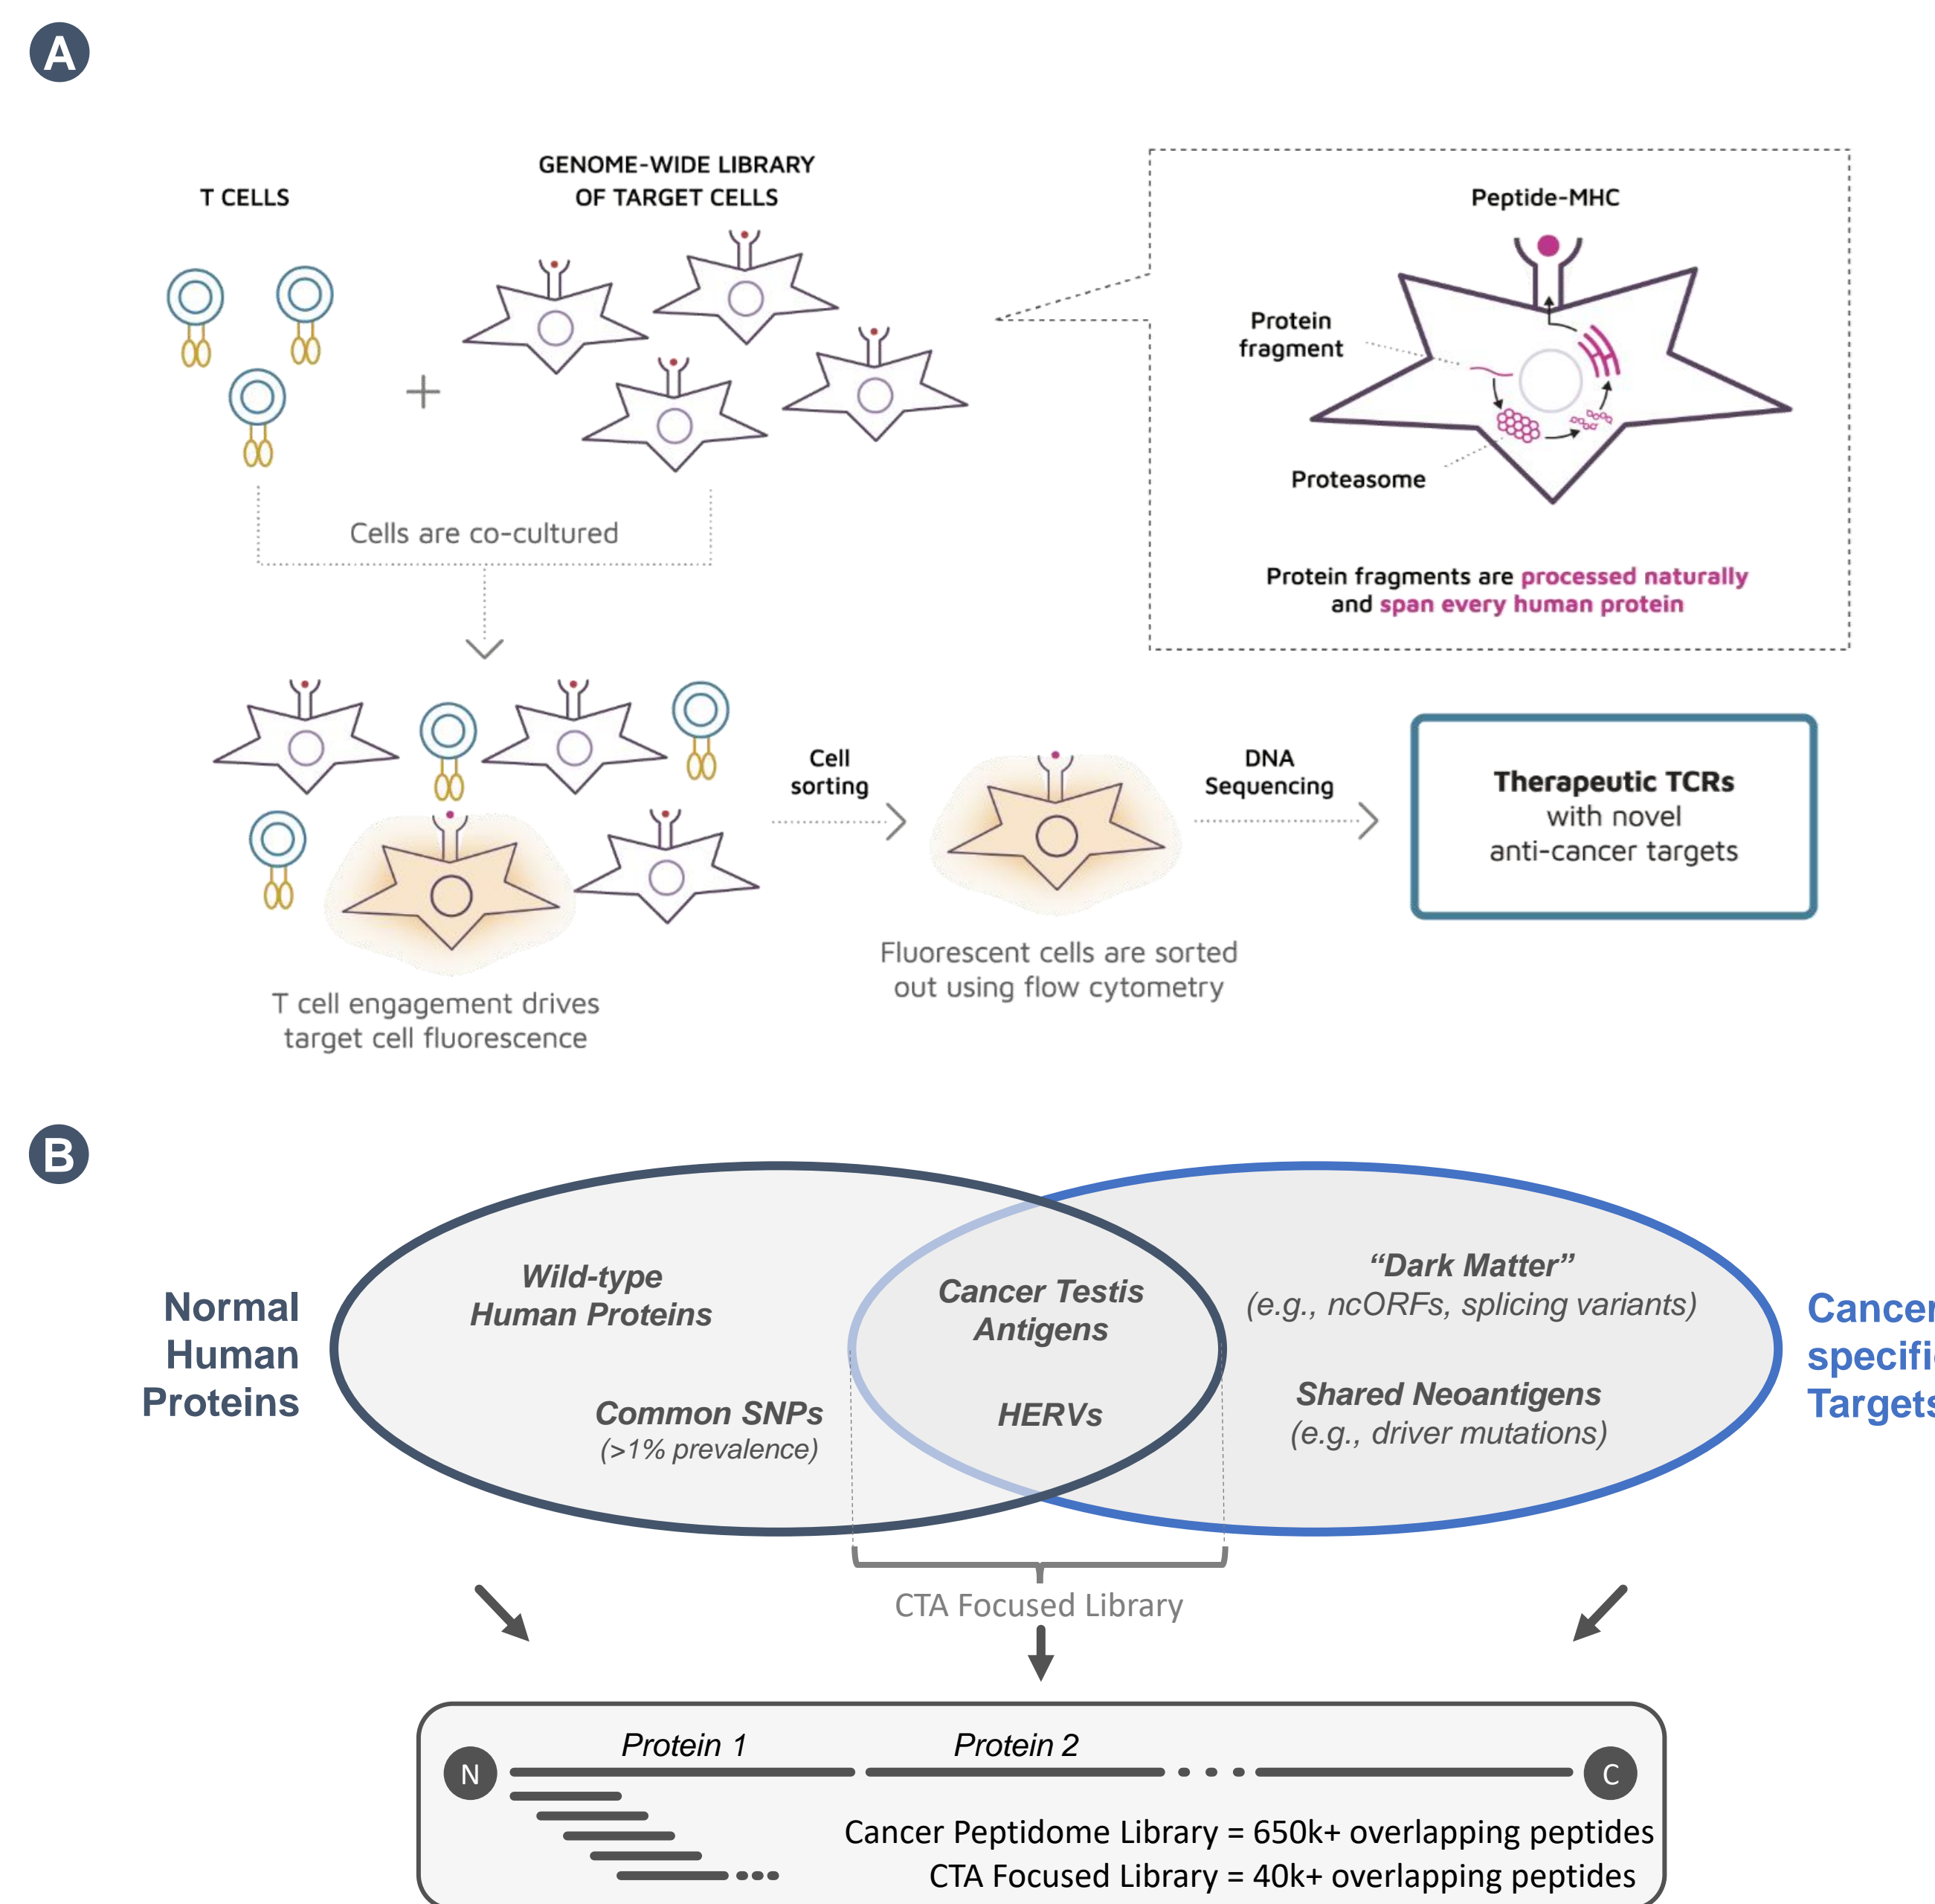 A
T CELLS
GENOME-WIDE LIBRARY
OF TARGET CELLS
Peptide-MHC
Protein
fragment
Proteasome
Protein fragments are processed naturally
and span every human protein
Cells are co-cultured
Cell
sorting
DNA
Sequencing
Therapeutic TCRs
with novel
anti-cancer targets
T cell engagement drives
target cell fluorescence
Fluorescent cells are sorted
out using flow cytometry
B
Normal
Human
Proteins
Wild-type
Human Proteins
Common SNPs
(>1% prevalence)
Cancer Testis
Antigens
HERVs
“Dark Matter”
(e.g., ncORFs, splicing variants)
Shared Neoantigens
(e.g., driver mutations)
Cancer
specifi
Targets
CTA Focused Library
Protein 1
Protein 2
N
C
Cancer Peptidome Library = 650k+ overlapping peptides
CTA Focused Library = 40k+ overlapping peptides